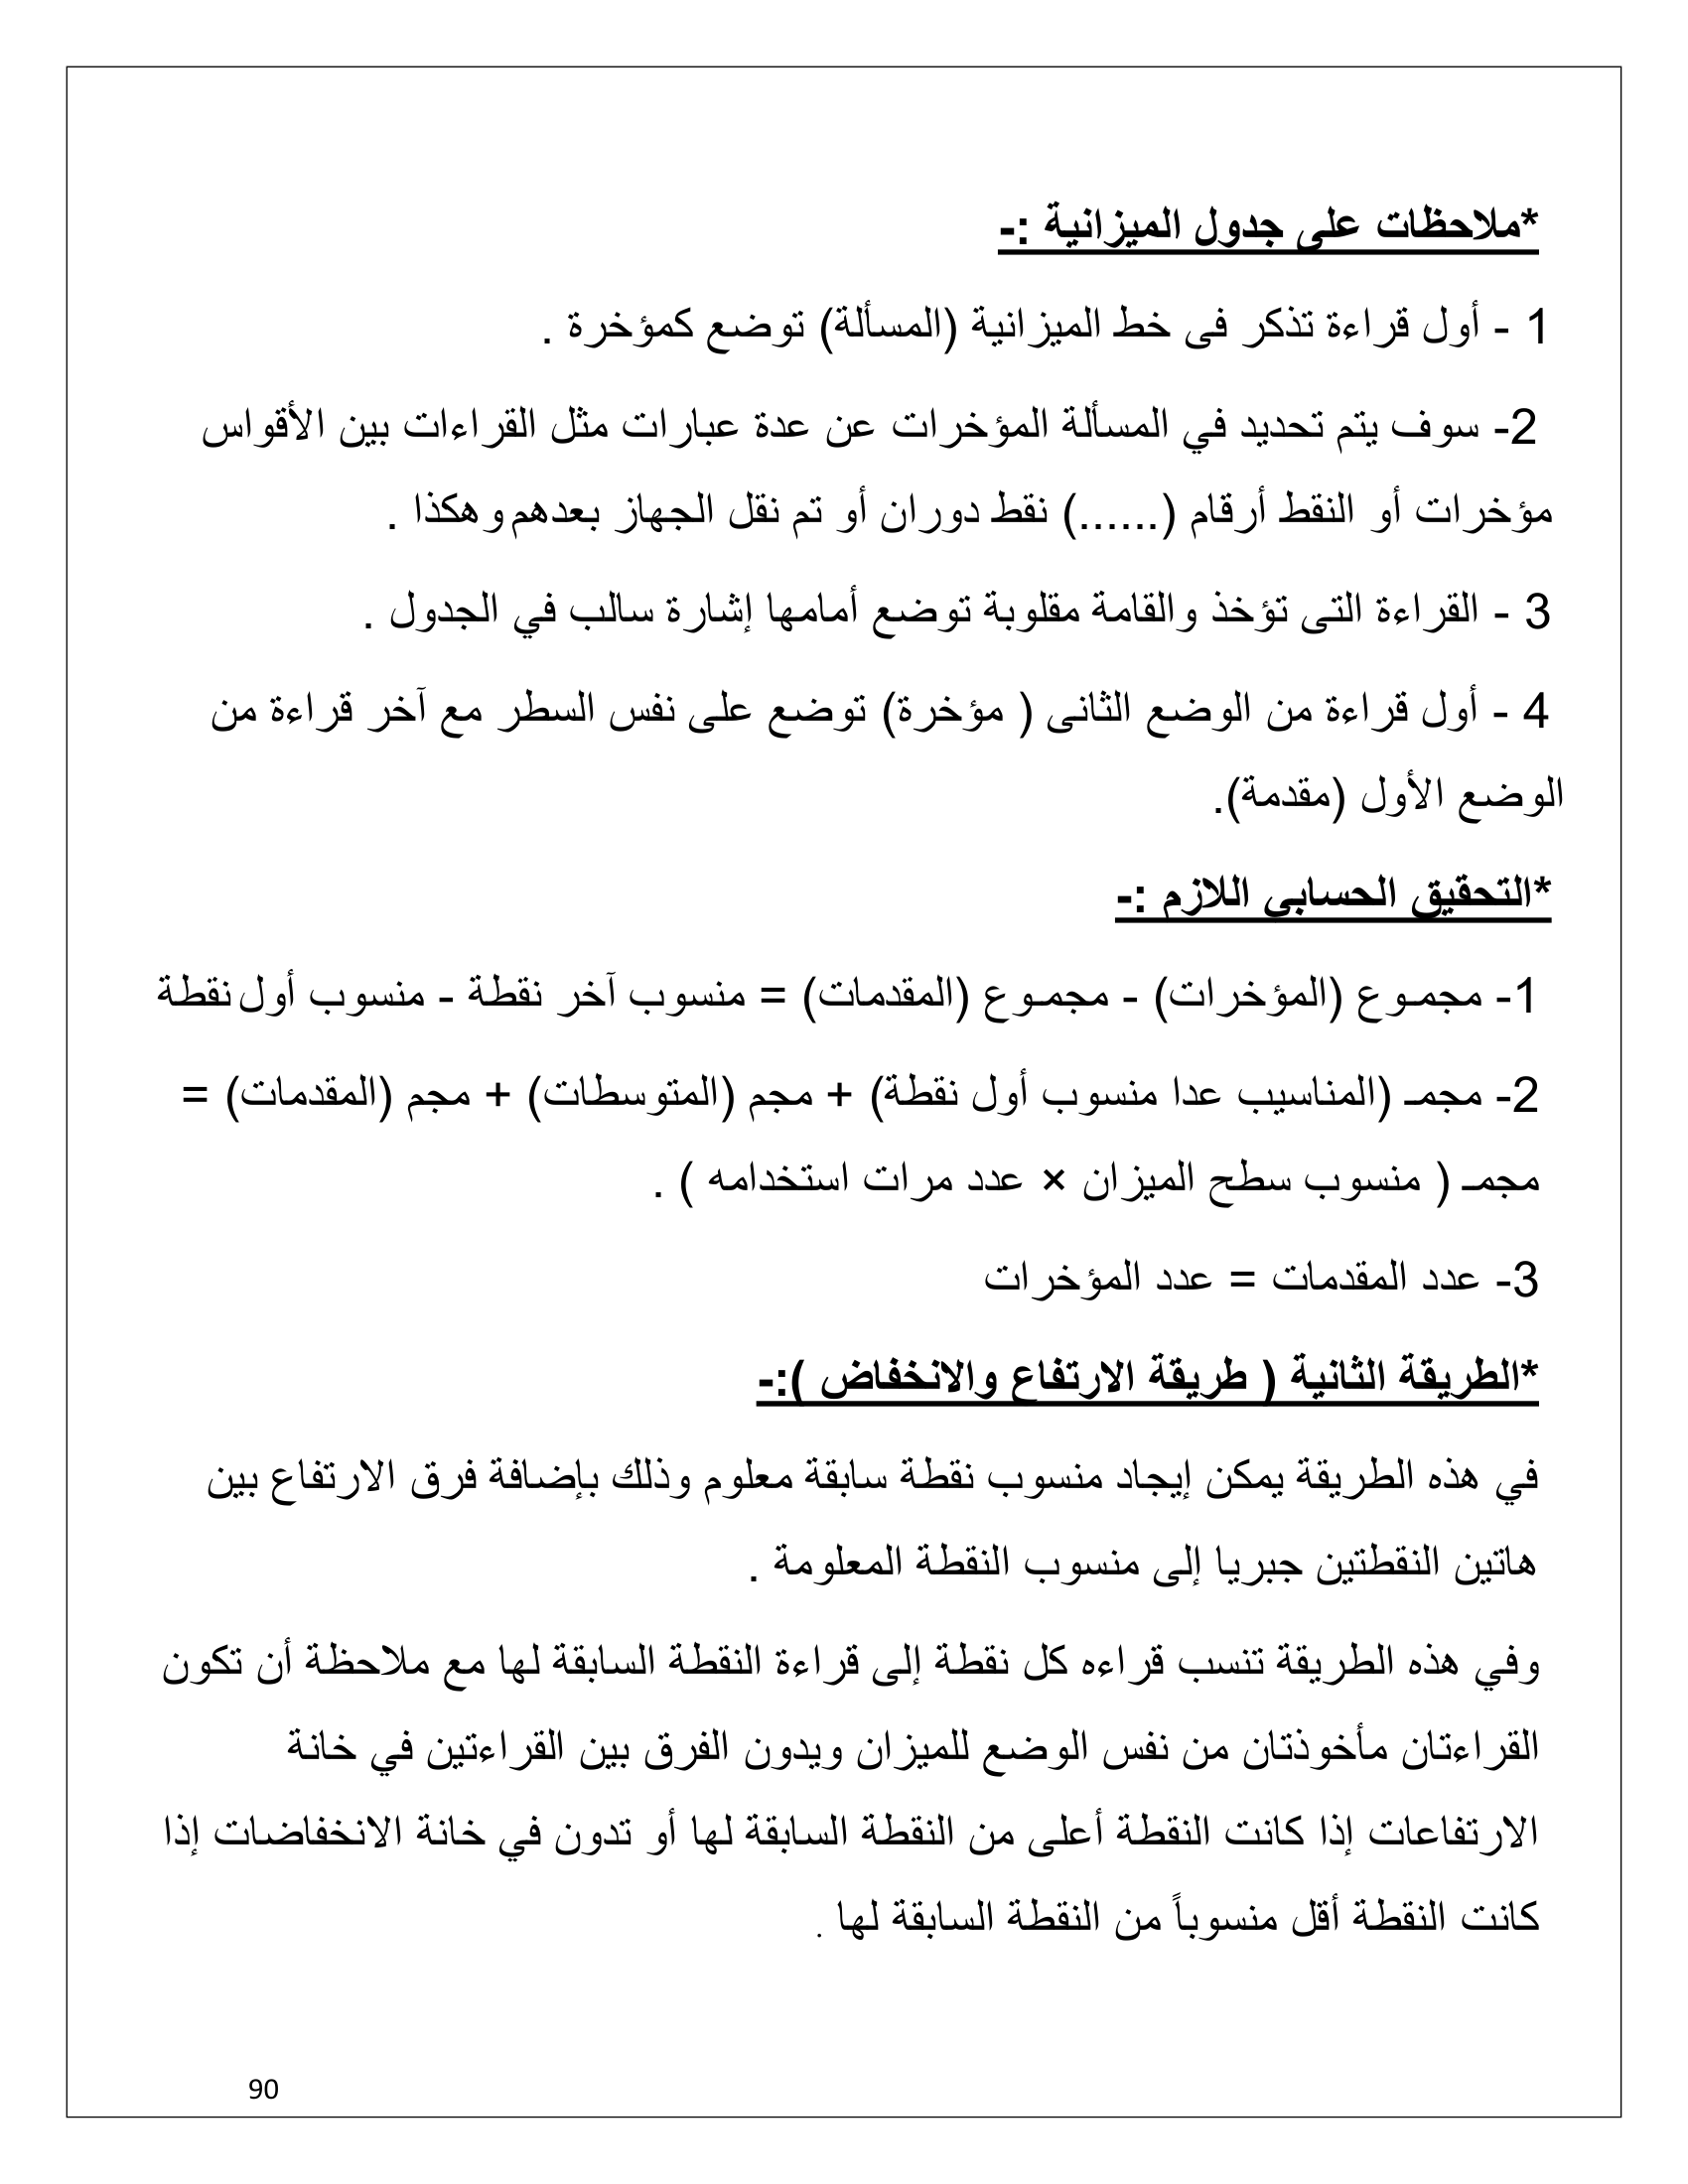 *ملاحظات على جدول الميزانية :-
1 - أول قراءة تذكر فى خط الميزانية (المسألة) توضع كمؤخرة .
2- سوف يتم تحديد في المسألة المؤخرات عن عدة عبارات مثل القراءات بين الأقواس
مؤخرات أو النقط أرقام (......) نقط دوران أو تم نقل الجهاز بعدهم وهكذا .
3 - القراءة التى تؤخذ والقامة مقلوبة توضع أمامها إشارة سالب في الجدول .
4 - أول قراءة من الوضع الثانى ( مؤخرة) توضع على نفس السطر مع آخر قراءة من
الوضع الأول (مقدمة).
*التحقيق الحسابي اللازم :-
1- مجمـوع (المؤخرات) - مجمـوع (المقدمات) = منسوب آخر نقطة - منسوب أول نقطة
2- مجمـ (المناسيب عدا منسوب أول نقطة) + مجم (المتوسطات) + مجم (المقدمات) =
مجمـ ( منسوب سطح الميزان × عدد مرات استخدامه ) .
3- عدد المقدمات = عدد المؤخرات
*الطريقة الثانية ( طريقة الارتفاع والانخفاض ):-
في هذه الطريقة يمكن إيجاد منسوب نقطة سابقة معلوم وذلك بإضافة فرق الارتفاع بين
هاتين النقطتين جبريا إلى منسوب النقطة المعلومة .
وفي هذه الطريقة تنسب قراءه كل نقطة إلى قراءة النقطة السابقة لها مع ملاحظة أن تكون
القراءتان مأخوذتان من نفس الوضع للميزان ويدون الفرق بين القراءتين في خانة
الارتفاعات إذا كانت النقطة أعلى من النقطة السابقة لها أو تدون في خانة الانخفاضات إذا
كانت النقطة أقل منسوباً من النقطة السابقة لها .
90